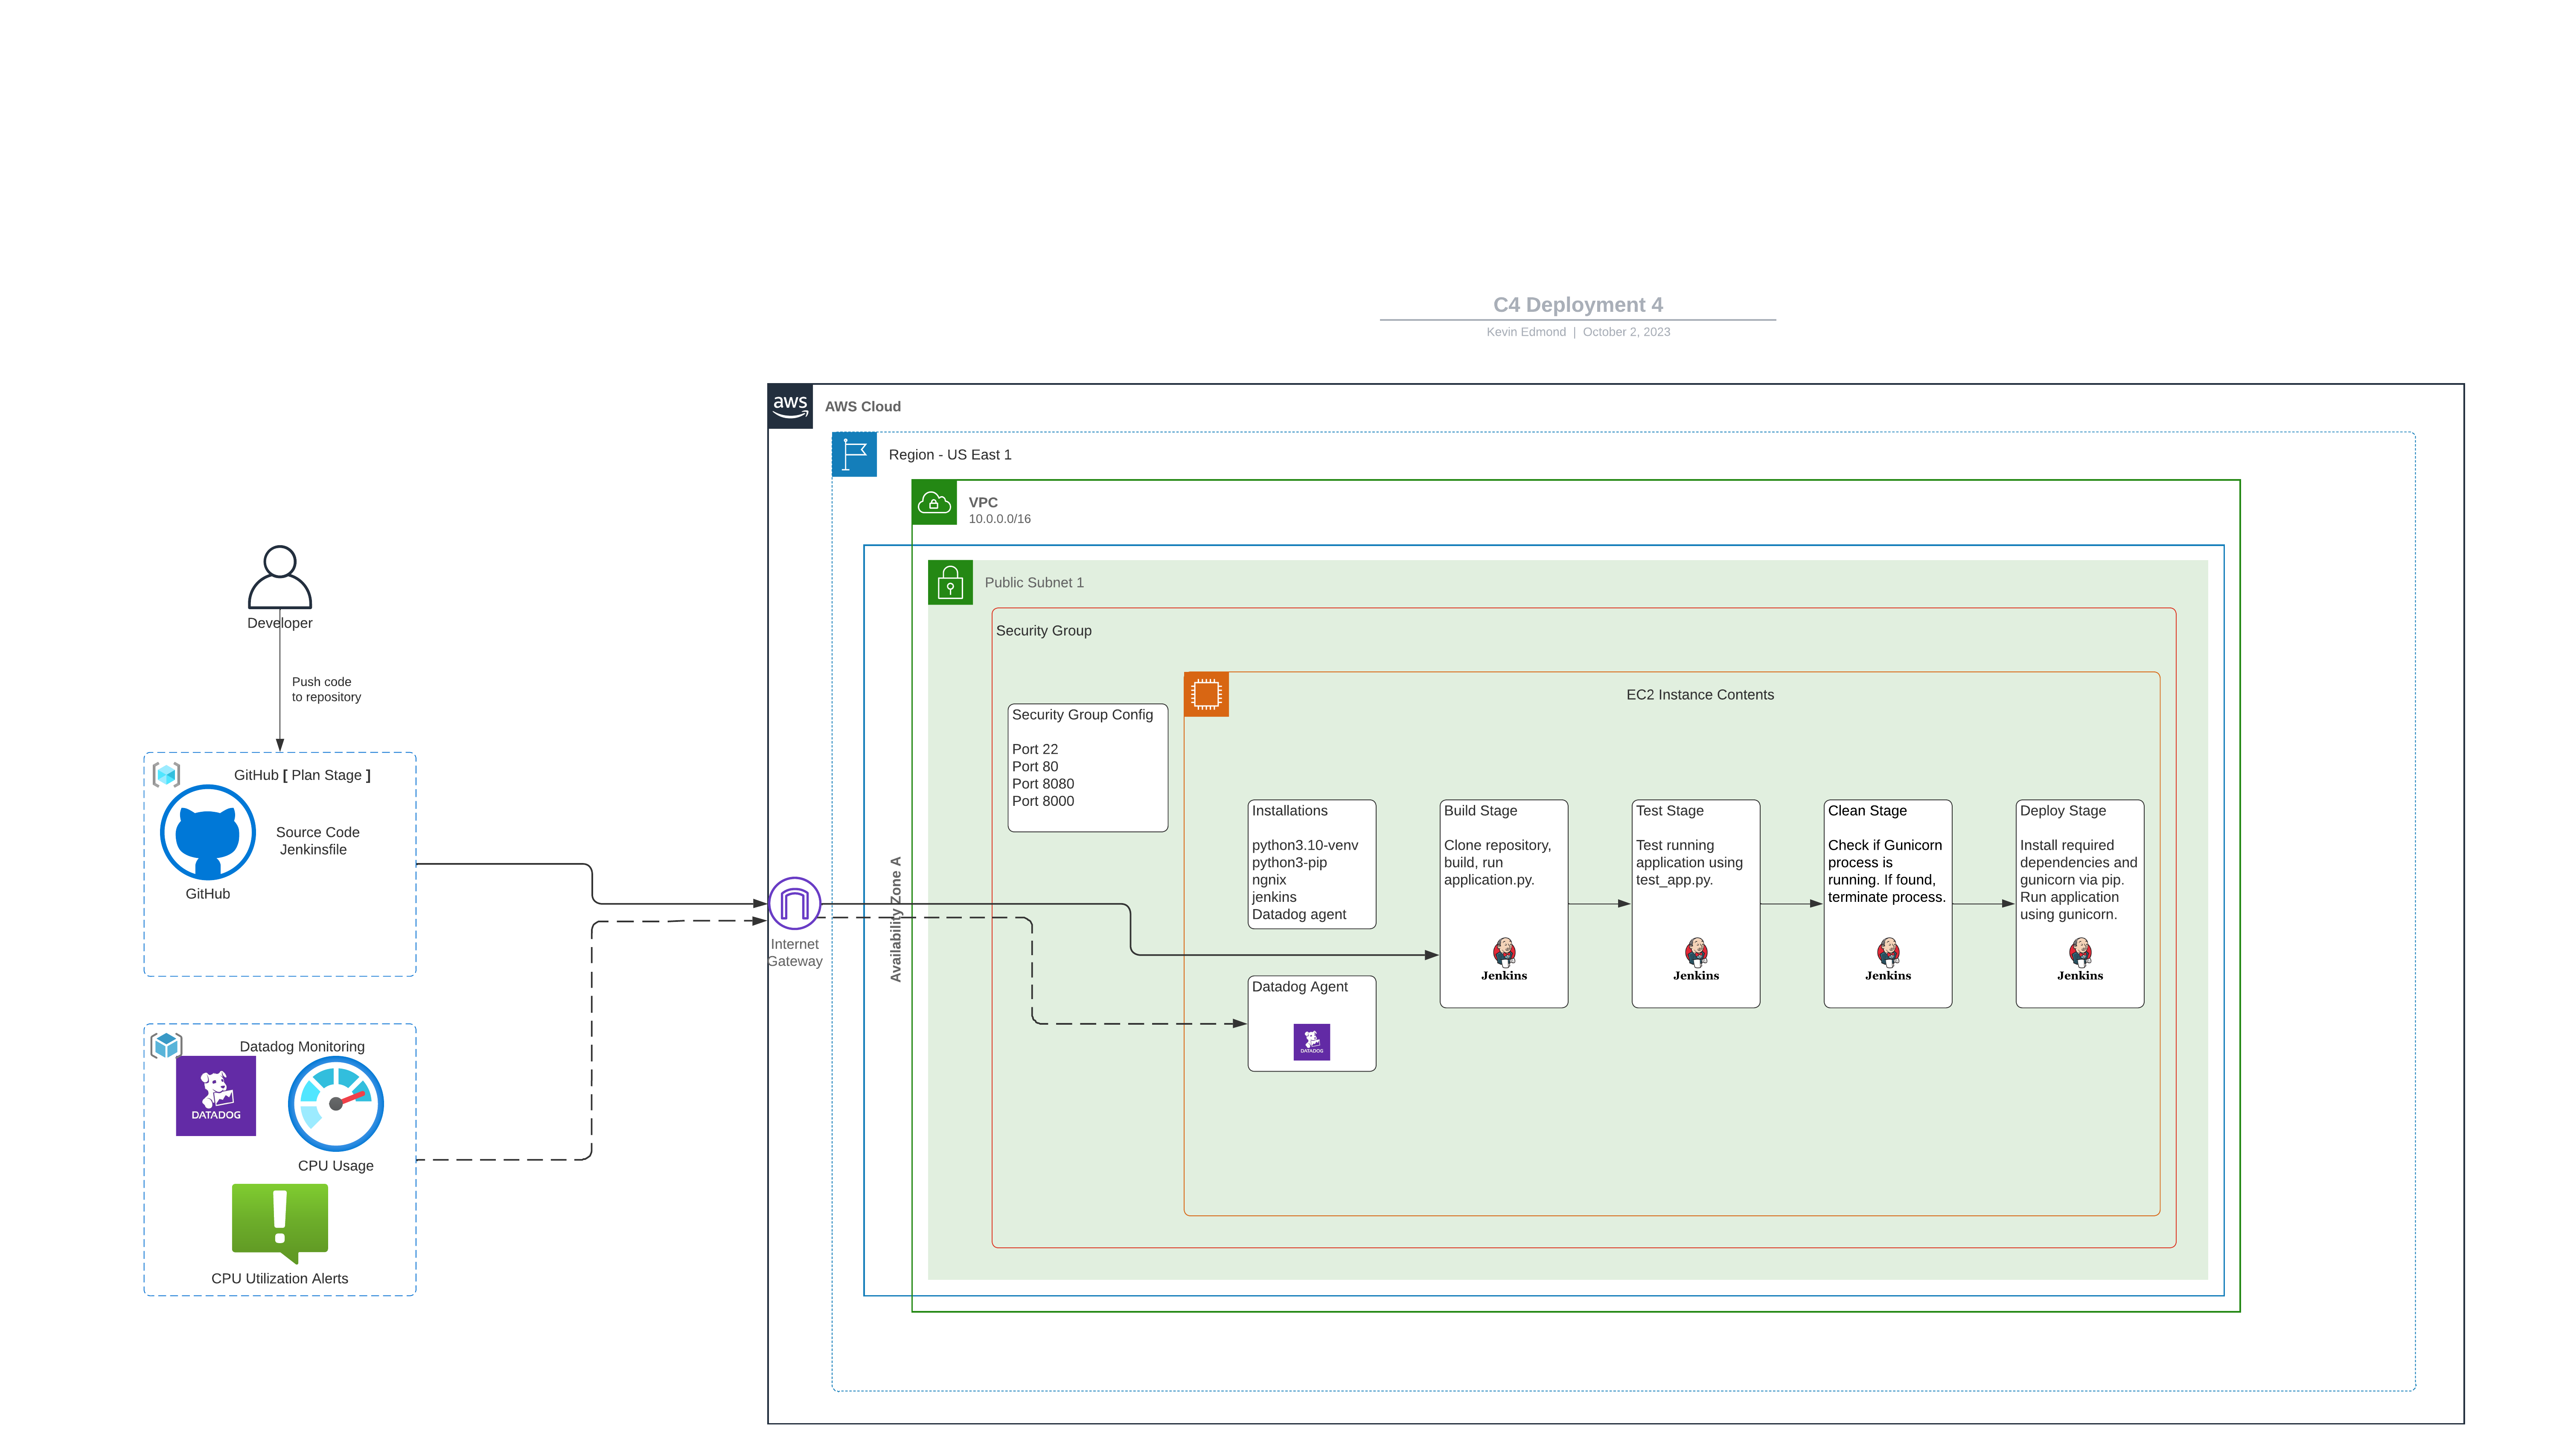 C4 Deployment 4
Kevin Edmond | October 2, 2023
aws
AWS Cloud
Region - US East 1
VPC
10.0.0.0/16
Public Subnet 1
Security Group
Developer
Push code
to repository
GitHub [ Plan Stage ]
Source Code
Jenkinsfile
GitHub
Datadog Monitoring
DATADOG
CPU Usage
CPU Utilization Alerts
Internet
Gateway
Availability Zone A
Security Group Config
Port 22
Port 80
Port 8080
Port 8000
EC2 Instance Contents
Installations
python3.10-venv
python3-pip
ngnix
jenkins
Datadog agent
Datadog Agent
DATADOG
Build Stage
Clone repository,
build, run
application.py.
Jenkins
Test Stage
Test running
application using
test_app.py.
Jenkins
Clean Stage
Check if Gunicorn
process is
running. If found,
terminate process.
Jenkins
Deploy Stage
Install required
dependencies and
gunicorn via pip.
Run application
using gunicorn.
Jenkins